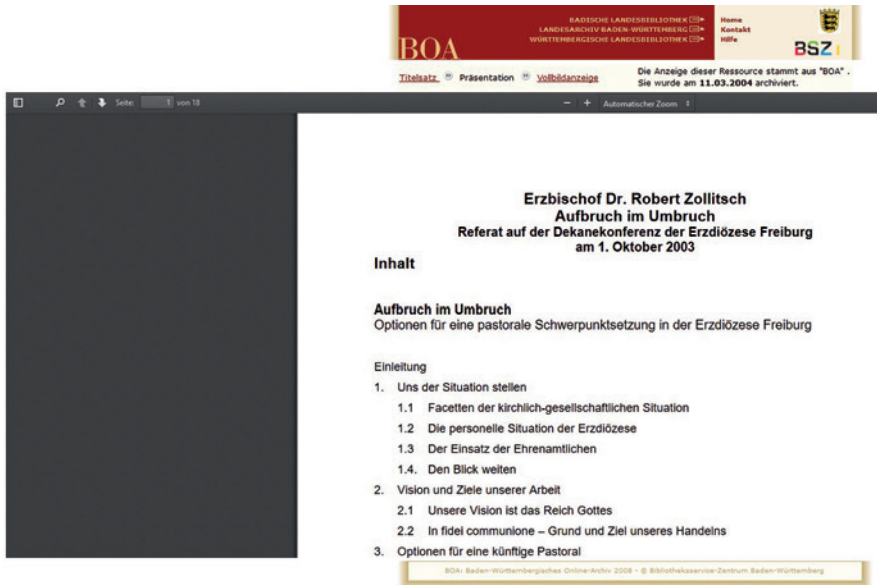 BOA
BADISCHE LANDESBIBLIOTHEK
LANDESARCHIV BADEN-WÜRTTEMBERG
WÜRTTEMBERGISCHE LANDESBIBLIOTHEK
Home
Kontakt
Hilfe
BSZ
Titelsatz Präsentation Vollbildanzeige
Die Anzeige dieser Ressource stammt aus "BOA" .
Sie wurde am 11.03.2004 archiviert.
Seite: 1 von 18
− + Automatischer Zoom
Erzbischof Dr. Robert Zollitsch
Aufbruch im Umbruch
Referat auf der Dekanekonferenz der Erzdiözese Freiburg
am 1. Oktober 2003
Inhalt
Aufbruch im Umbruch
Optionen für eine pastorale Schwerpunktsetzung in der Erzdiözese Freiburg
Einleitung
1. Uns der Situation stellen
1.1 Facetten der kirchlich-gesellschaftlichen Situation
1.2 Die personelle Situation der Erzdiözese
1.3 Der Einsatz der Ehrenamtlichen
1.4. Den Blick weiten
2. Vision und Ziele unserer Arbeit
2.1 Unsere Vision ist das Reich Gottes
2.2 In fidei communione – Grund und Ziel unseres Handelns
3. Optionen für eine künftige Pastoral
BOA: Baden-Württembergisches Online-Archiv 2008 - © Bibliotheksservice-Zentrum Baden-Württemberg